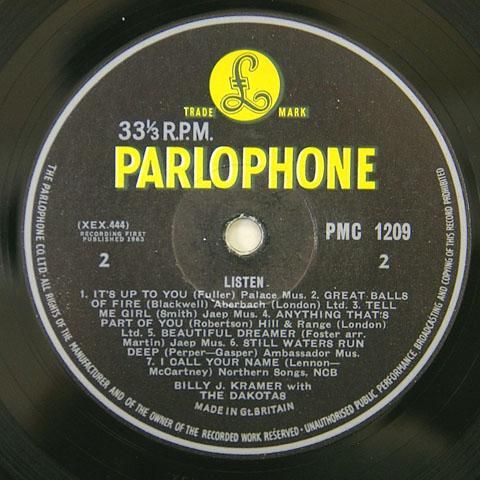 TRADE MARK
33⅓ R.P.M.
PARLOPHONE
(XEX.444)
RECORDING FIRST
PUBLISHED 1963
2
PMC 1209
2
LISTEN
1. IT'S UP TO YOU (Fuller) Palace Mus. 2. GREAT BALLS
OF FIRE (Blackwell) Aberbach (London) Ltd. 3. TELL
ME GIRL (Smith) Jaep Mus. 4. ANYTHING THAT'S
PART OF YOU (Robertson) Hill & Range (London)
Ltd. 5. BEAUTIFUL DREAMER (Foster arr.
Martin) Jaep Mus. 6. STILL WATERS RUN
DEEP (Perper-Gasper) Ambassador Mus.
7. I CALL YOUR NAME (Lennon-
McCartney) Northern Songs, NCB
BILLY J. KRAMER with
THE DAKOTAS
MADE IN GT. BRITAIN
THE PARLOPHONE CO. LTD. ALL RIGHTS OF THE MANUFACTURER AND OF THE OWNER OF THE RECORDED WORK RESERVED. UNAUTHORISED PUBLIC PERFORMANCE BROADCASTING AND COPYING OF THIS RECORD PROHIBITED